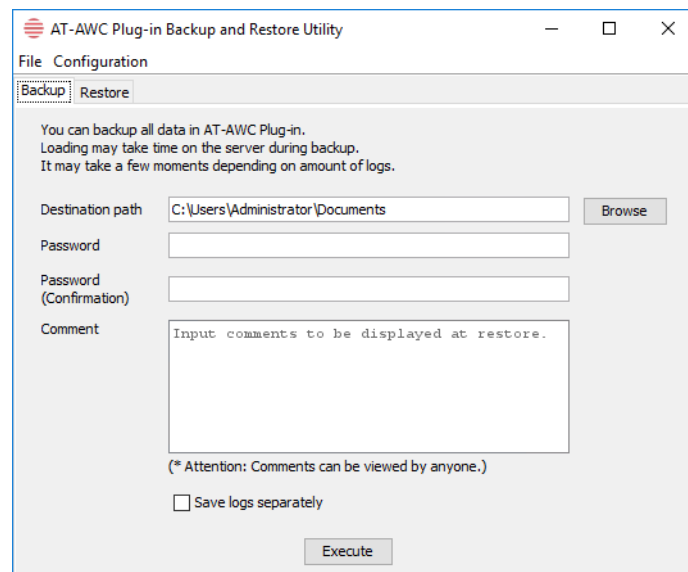 AT-AWC Plug-in Backup and Restore Utility
File Configuration
Backup Restore
You can backup all data in AT-AWC Plug-in.
Loading may take time on the server during backup.
It may take a few moments depending on amount of logs.
Destination path C:\Users\Administrator\Documents Browse
Password
Password
(Confirmation)
Comment Input comments to be displayed at restore.
(* Attention: Comments can be viewed by anyone.)
Save logs separately
Execute